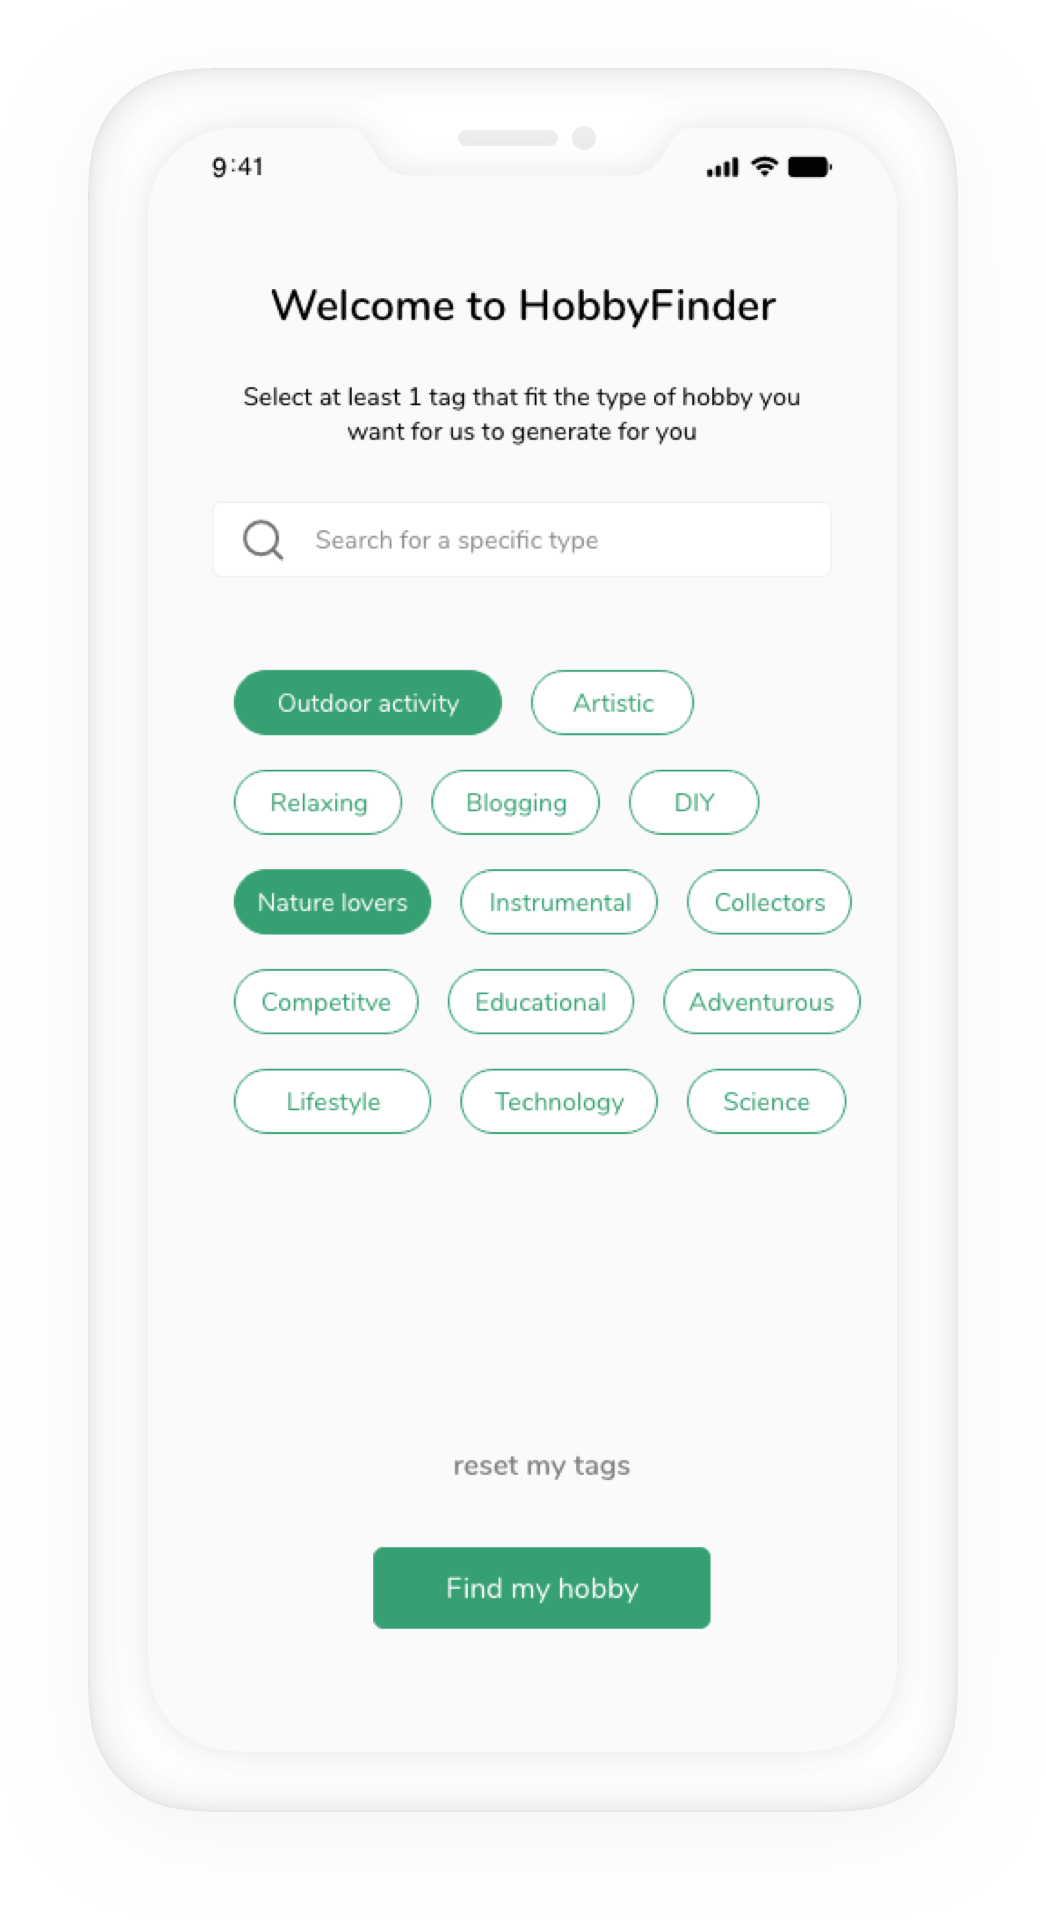 9:41
Welcome to HobbyFinder
Select at least 1 tag that fit the type of hobby you
want for us to generate for you
Search for a specific type
Outdoor activity Artistic
Relaxing Blogging DIY
Nature lovers Instrumental Collectors
Competitve Educational Adventurous
Lifestyle Technology Science
reset my tags
Find my hobby